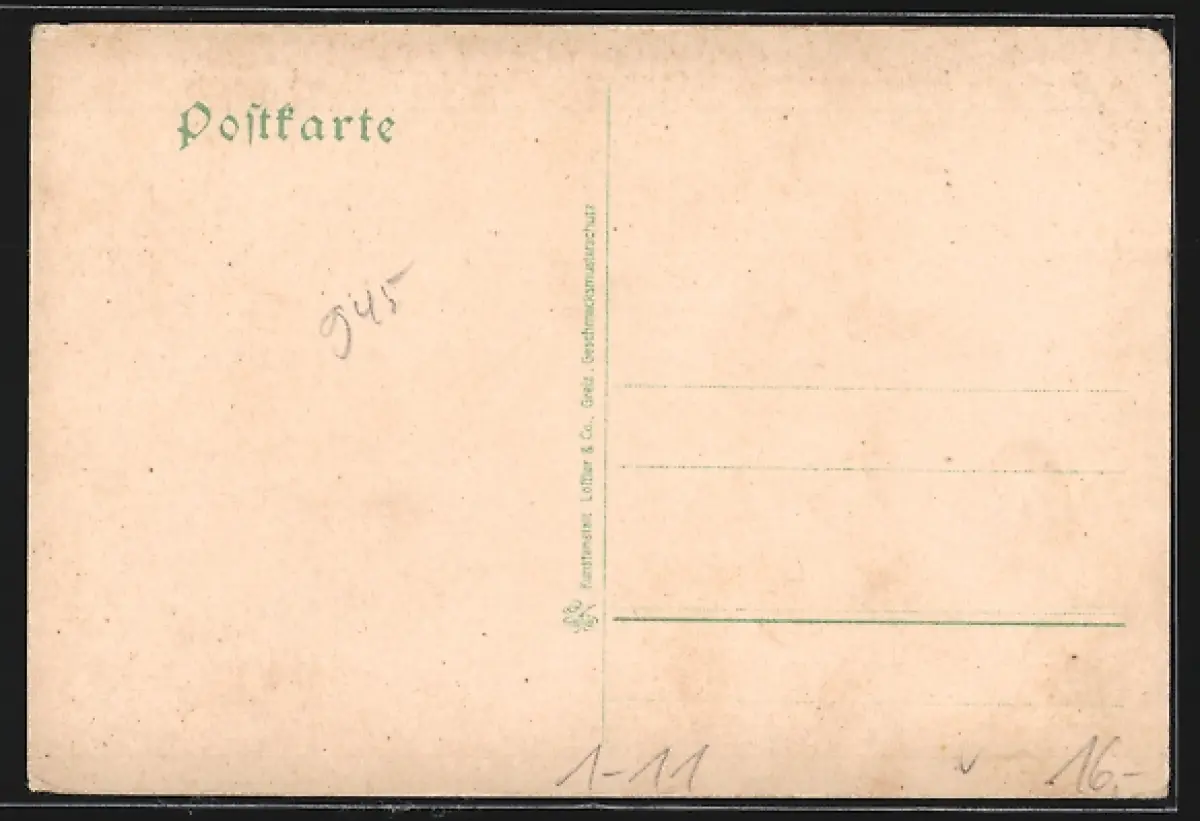 Postkarte
945
Kunstanstalt Löffler & Co., Greiz. Geschmacksmusterschutz
1-11
16,-